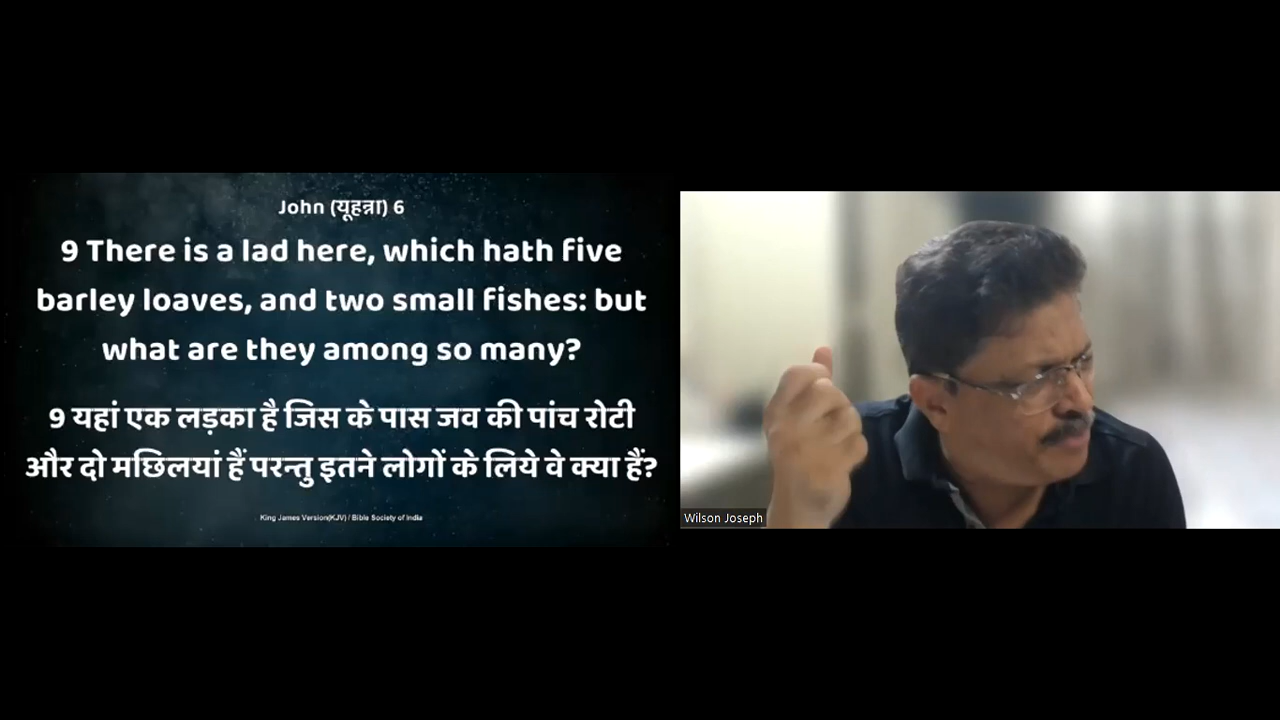 John (यूहन्ना) 6
9 There is a lad here, which hath five
barley loaves, and two small fishes: but
what are they among so many?
9 यहां एक लड़का है जिस के पास जव की पांच रोटी
और दो मछिलयां हैं परन्तु इतने लोगों के लिये वे क्या हैं?
King James Version(KJV) / Bible Society of India
Wilson Joseph